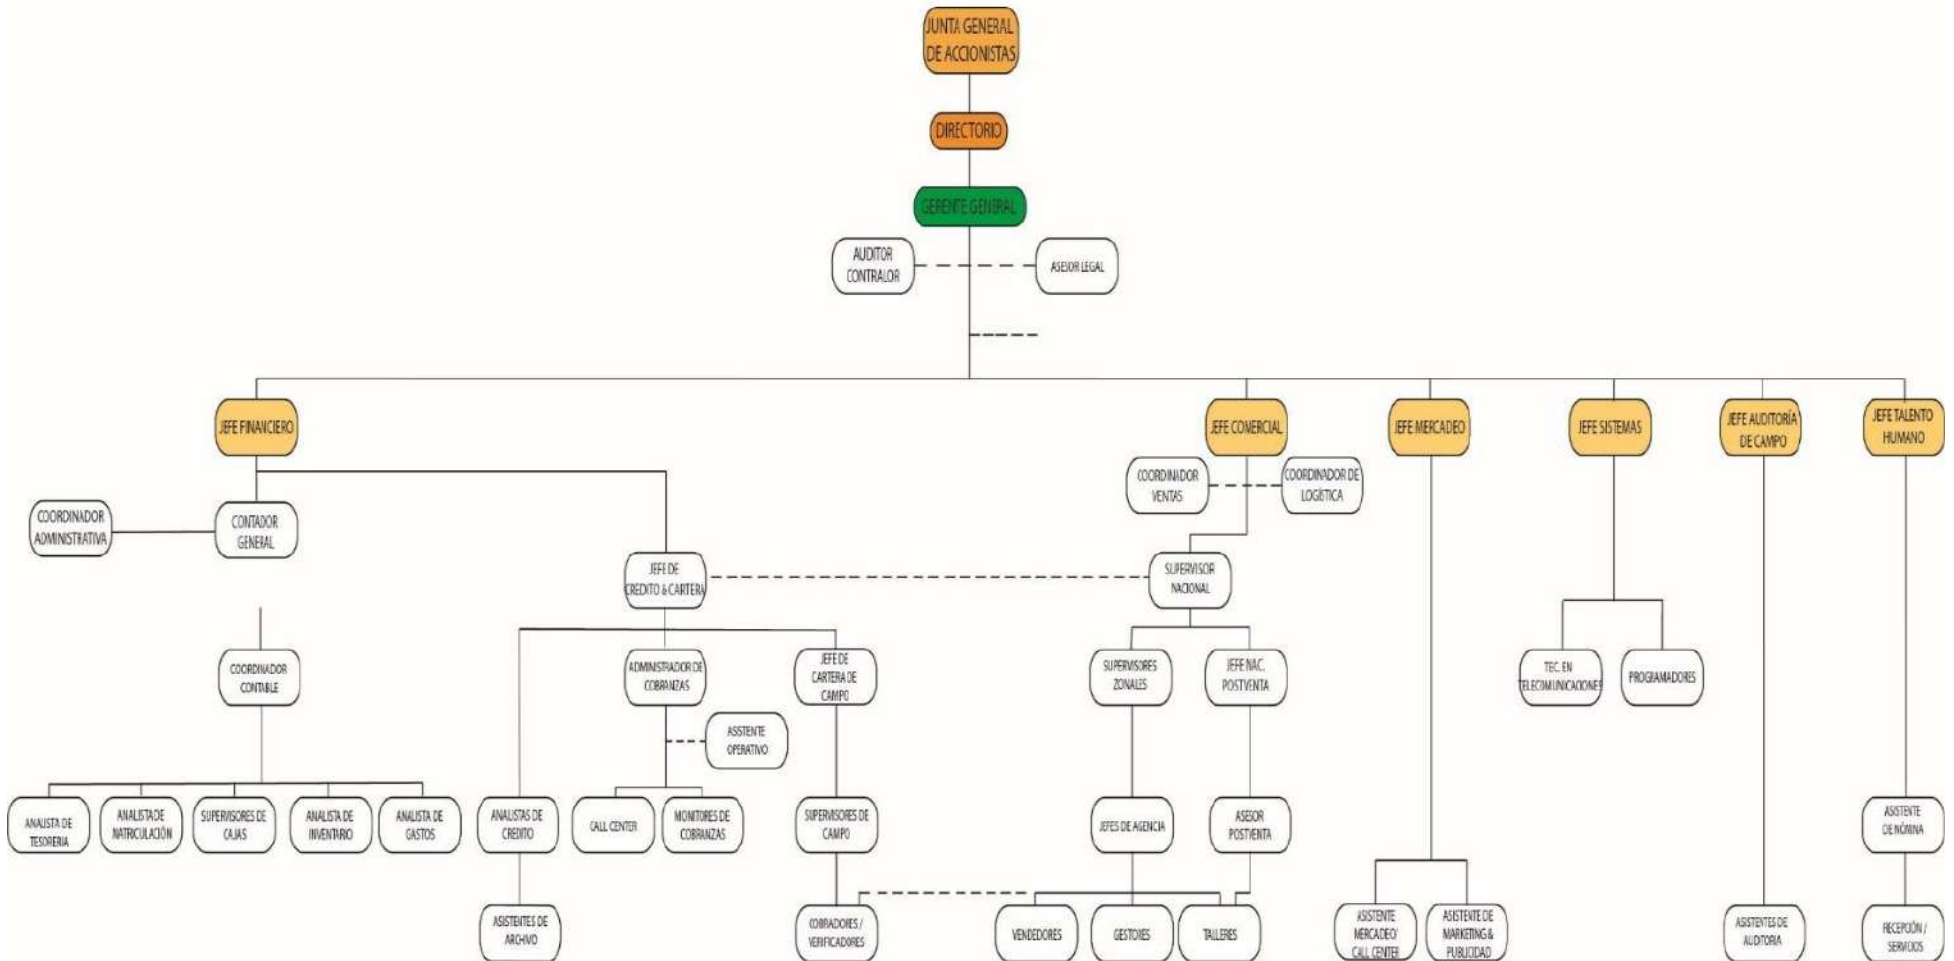 JUNTA GENERAL
DE ACCIONISTAS
DIRECTORIO
GERENTE GENERAL
AUDITOR
CONTRALOR
ASESOR LEGAL
JEFE FINANCIERO
JEFE COMERCIAL
JEFE MERCADEO
JEFE SISTEMAS
JEFE AUDITORÍA
DE CAMPO
JEFE TALENTO
HUMANO
COORDINADOR
VENTAS
COORDINADOR DE
LOGÍSTICA
COORDINADOR
ADMINISTRATIVA
CONTADOR
GENERAL
JEFE DE
CREDITO & CARTERA
SUPERVISOR
NACIONAL
COORDINADOR
CONTABLE
ADMINISTRADOR DE
COBRANZAS
JEFE DE
CARTERA DE
CAMPO
SUPERVISORES
ZONALES
JEFE NAC.
POSTVENTA
TEC. EN
TELECOMUNICACIONES
PROGRAMADORES
ASISTENTE
OPERATIVO
ANALISTA DE
TESORERIA
ANALISTA DE
MATRICULACIÓN
SUPERVISORES DE
CAJAS
ANALISTA DE
INVENTARIO
ANALISTA DE
GASTOS
ANALISTAS DE
CREDITO
CALL CENTER
MONITORES DE
COBRANZAS
SUPERVISORES DE
CAMPO
JEFES DE AGENCIA
ASESOR
POSTVENTA
ASISTENTE
DE NÓMINA
ASISTENTES DE
ARCHIVO
COBRADORES /
VERIFICADORES
VENDEDORES
GESTORES
TALLERES
ASISTENTE
MERCADEO/
CALL CENTER
ASISTENTE DE
MARKETING &
PUBLICIDAD
ASISTENTES DE
AUDITORIA
RECEPCIÓN /
SERVICIOS